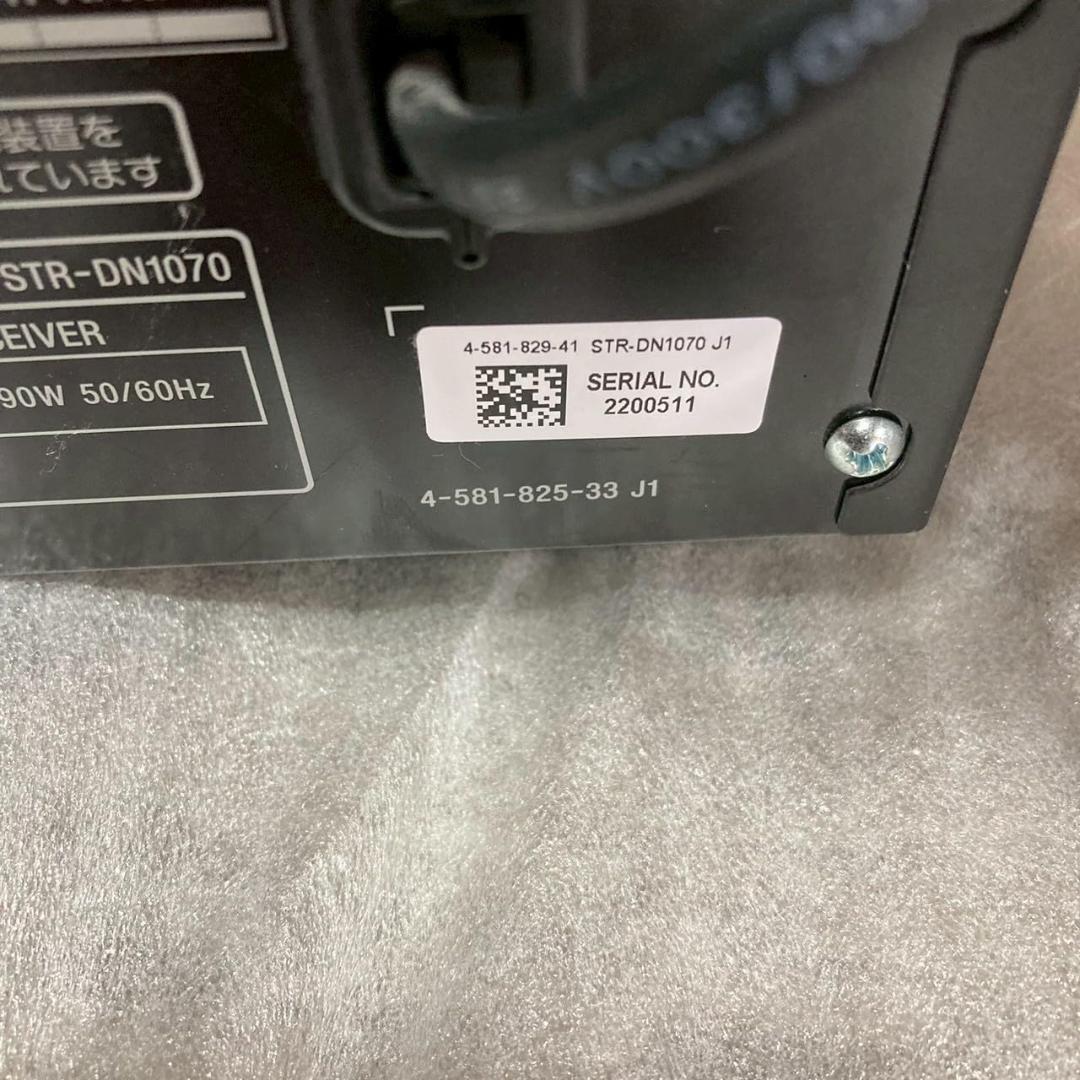 装置を
れています
STR-DN1070
CEIVER
90W 50/60Hz
4-581-829-41 STR-DN1070 J1
SERIAL NO.
2200511
4-581-825-33 J1